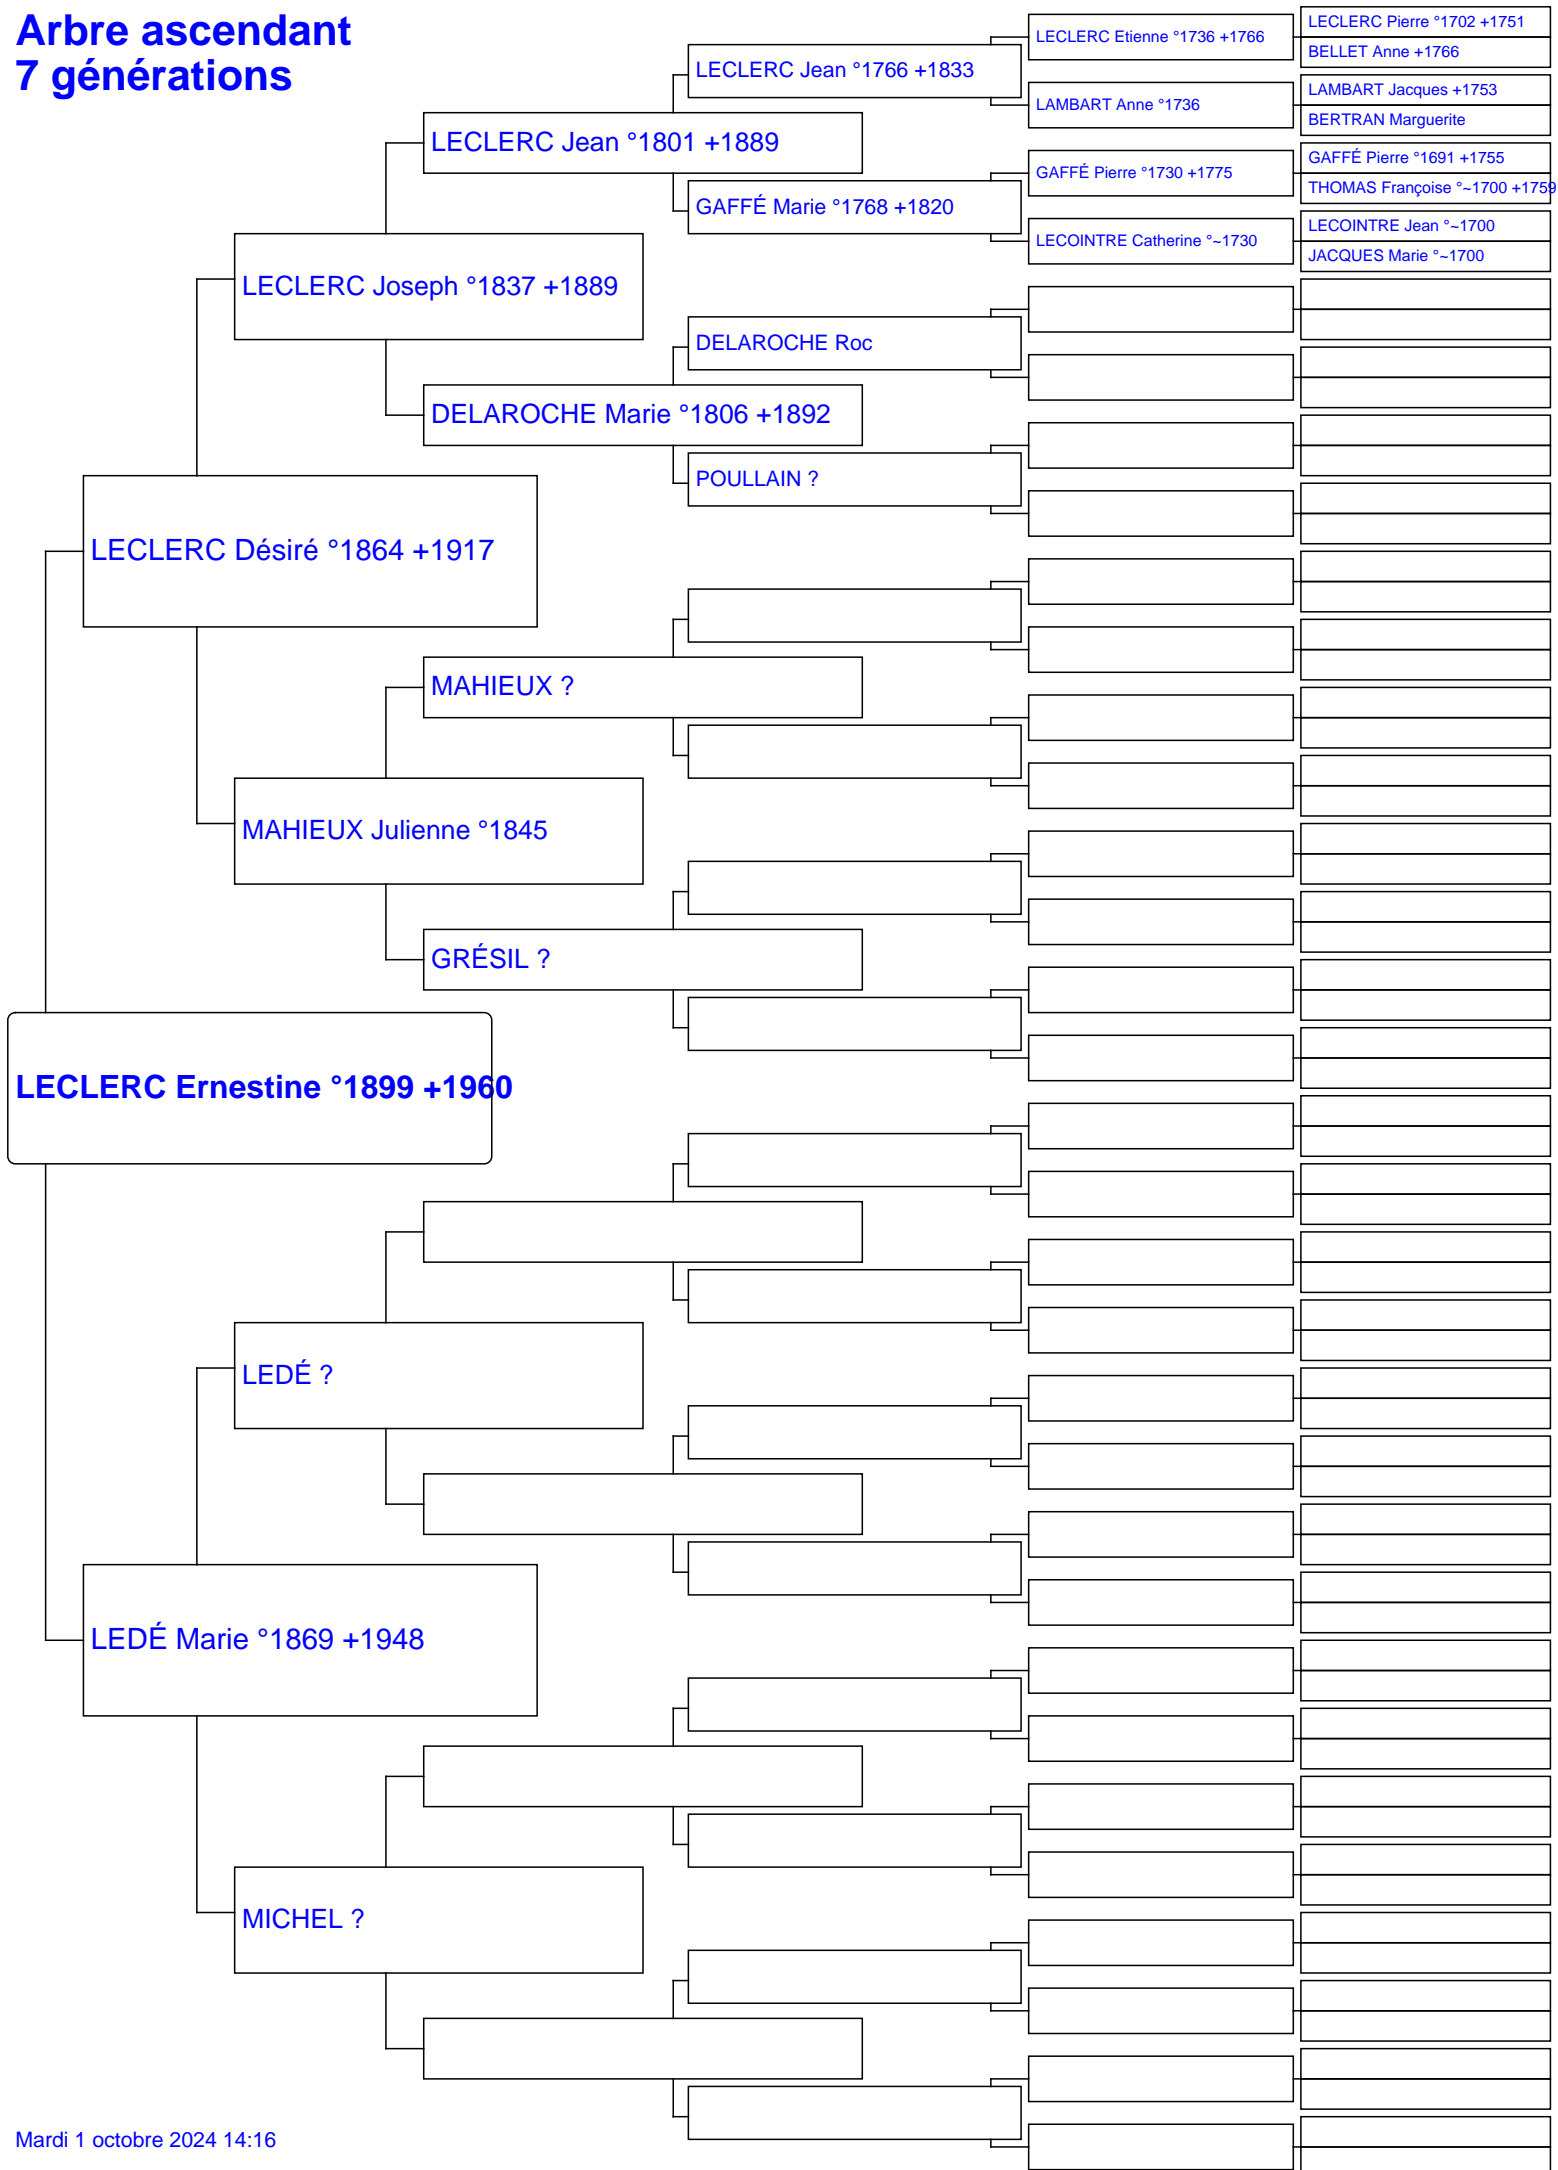 Arbre ascendant
7 générations
LECLERC Ernestine °1899 +1960
LECLERC Désiré °1864 +1917
LEDÉ Marie °1869 +1948
LECLERC Joseph °1837 +1889
MAHIEUX Julienne °1845
LEDÉ ?
MICHEL ?
LECLERC Jean °1801 +1889
DELAROCHE Marie °1806 +1892
MAHIEUX ?
GRÉSIL ?
LECLERC Jean °1766 +1833
GAFFÉ Marie °1768 +1820
DELAROCHE Roc
POULLAIN ?
LECLERC Etienne °1736 +1766
LAMBART Anne °1736
GAFFÉ Pierre °1730 +1775
LECOINTRE Catherine °~1730
LECLERC Pierre °1702 +1751
BELLET Anne +1766
LAMBART Jacques +1753
BERTRAN Marguerite
GAFFÉ Pierre °1691 +1755
THOMAS Françoise °~1700 +1759
LECOINTRE Jean °~1700
JACQUES Marie °~1700
Mardi 1 octobre 2024 14:16